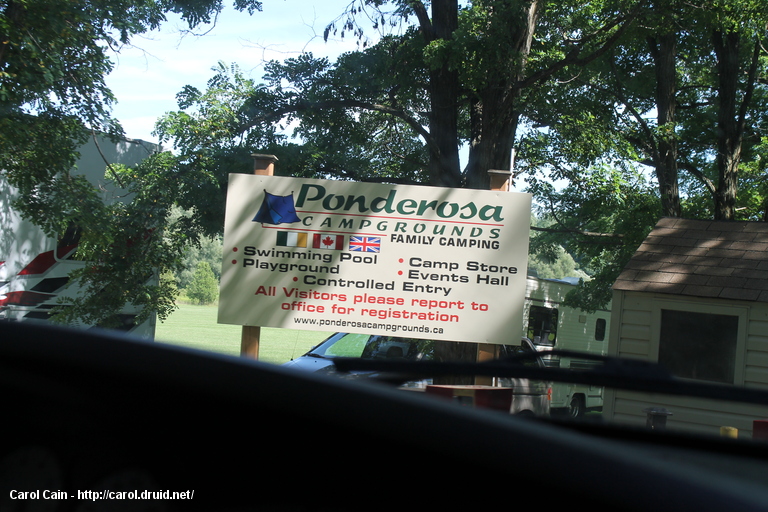 Ponderosa
CAMPGROUNDS
FAMILY CAMPING
• Swimming Pool
• Playground
• Camp Store
• Events Hall
• Controlled Entry
All Visitors please report to
office for registration
www.ponderosacampgrounds.ca
Carol Cain - http://carol.druid.net/